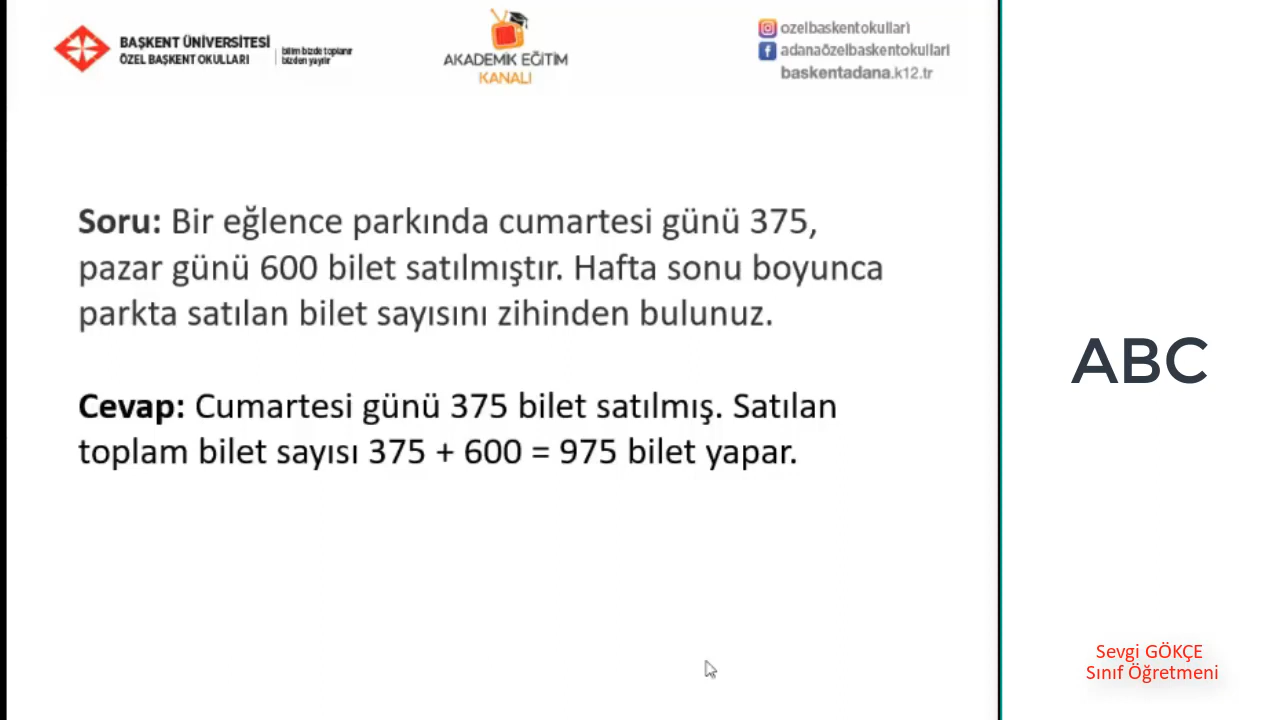 BAŞKENT ÜNİVERSİTESİ
ÖZEL BAŞKENT OKULLARI
bilim bizde toplanır
bizden yayılır
AKADEMİK EĞİTİM
KANALI
ozelbaskentokullari
adanaözelbaskentokullari
baskentadana.k12.tr
Soru: Bir eğlence parkında cumartesi günü 375,
pazar günü 600 bilet satılmıştır. Hafta sonu boyunca
parkta satılan bilet sayısını zihinden bulunuz.
Cevap: Cumartesi günü 375 bilet satılmış. Satılan
toplam bilet sayısı 375 + 600 = 975 bilet yapar.
ABC
Sevgi GÖKÇE
Sınıf Öğretmeni